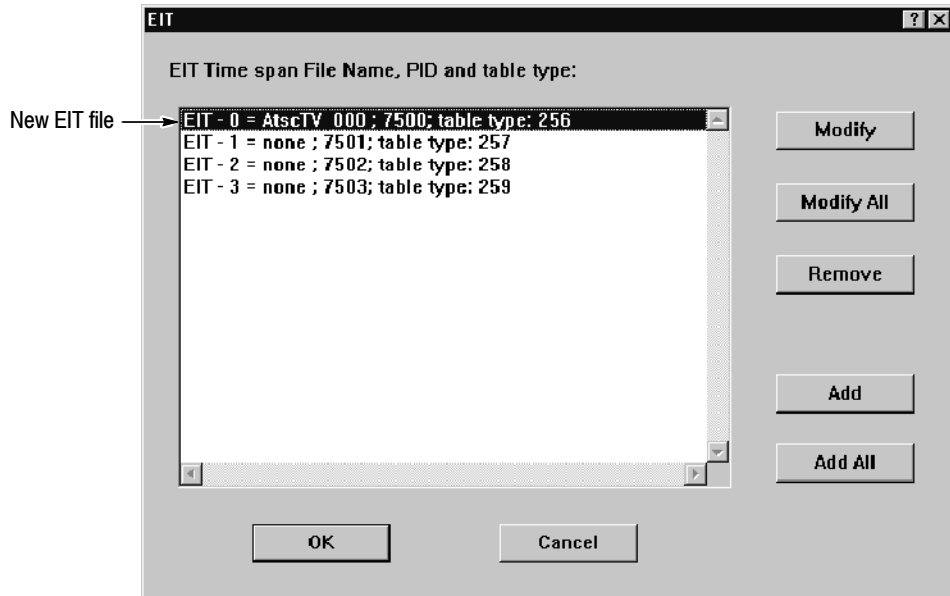 EIT
EIT Time span File Name, PID and table type:
New EIT file
EIT - 0 = AtscTV_000 ; 7500; table type: 256
EIT - 1 = none ; 7501; table type: 257
EIT - 2 = none ; 7502; table type: 258
EIT - 3 = none ; 7503; table type: 259
Modify
Modify All
Remove
Add
Add All
OK
Cancel